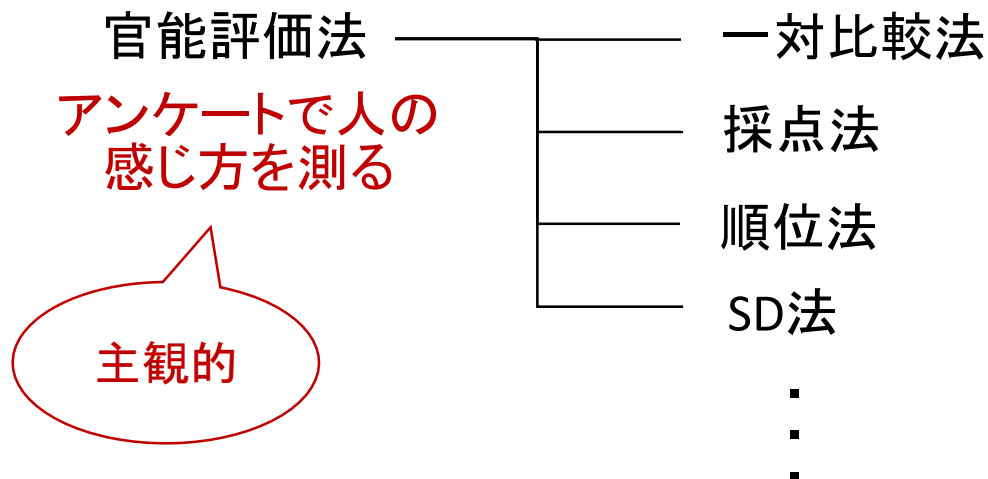 官能評価法
アンケートで人の
感じ方を測る
主観的
一対比較法
採点法
順位法
SD法
・
・
・